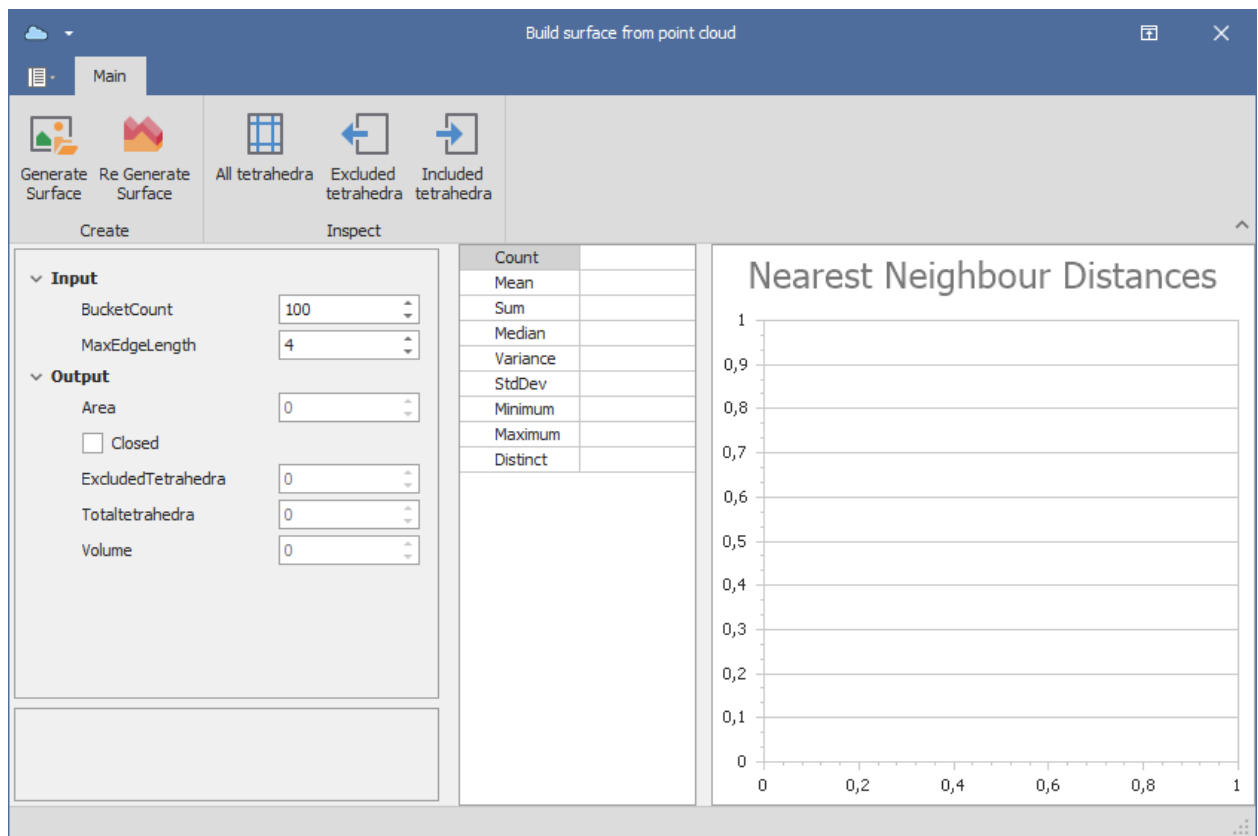 Build surface from point cloud
Main
Generate Surface
Re Generate Surface
All tetrahedra
Excluded tetrahedra
Included tetrahedra
Create
Inspect
Input
BucketCount 100
MaxEdgeLength 4
Output
Area 0
Closed
ExcludedTetrahedra 0
Totaltetrahedra 0
Volume 0
Count
Mean
Sum
Median
Variance
StdDev
Minimum
Maximum
Distinct
Nearest Neighbour Distances
1
0,9
0,8
0,7
0,6
0,5
0,4
0,3
0,2
0,1
0
0 0,2 0,4 0,6 0,8 1